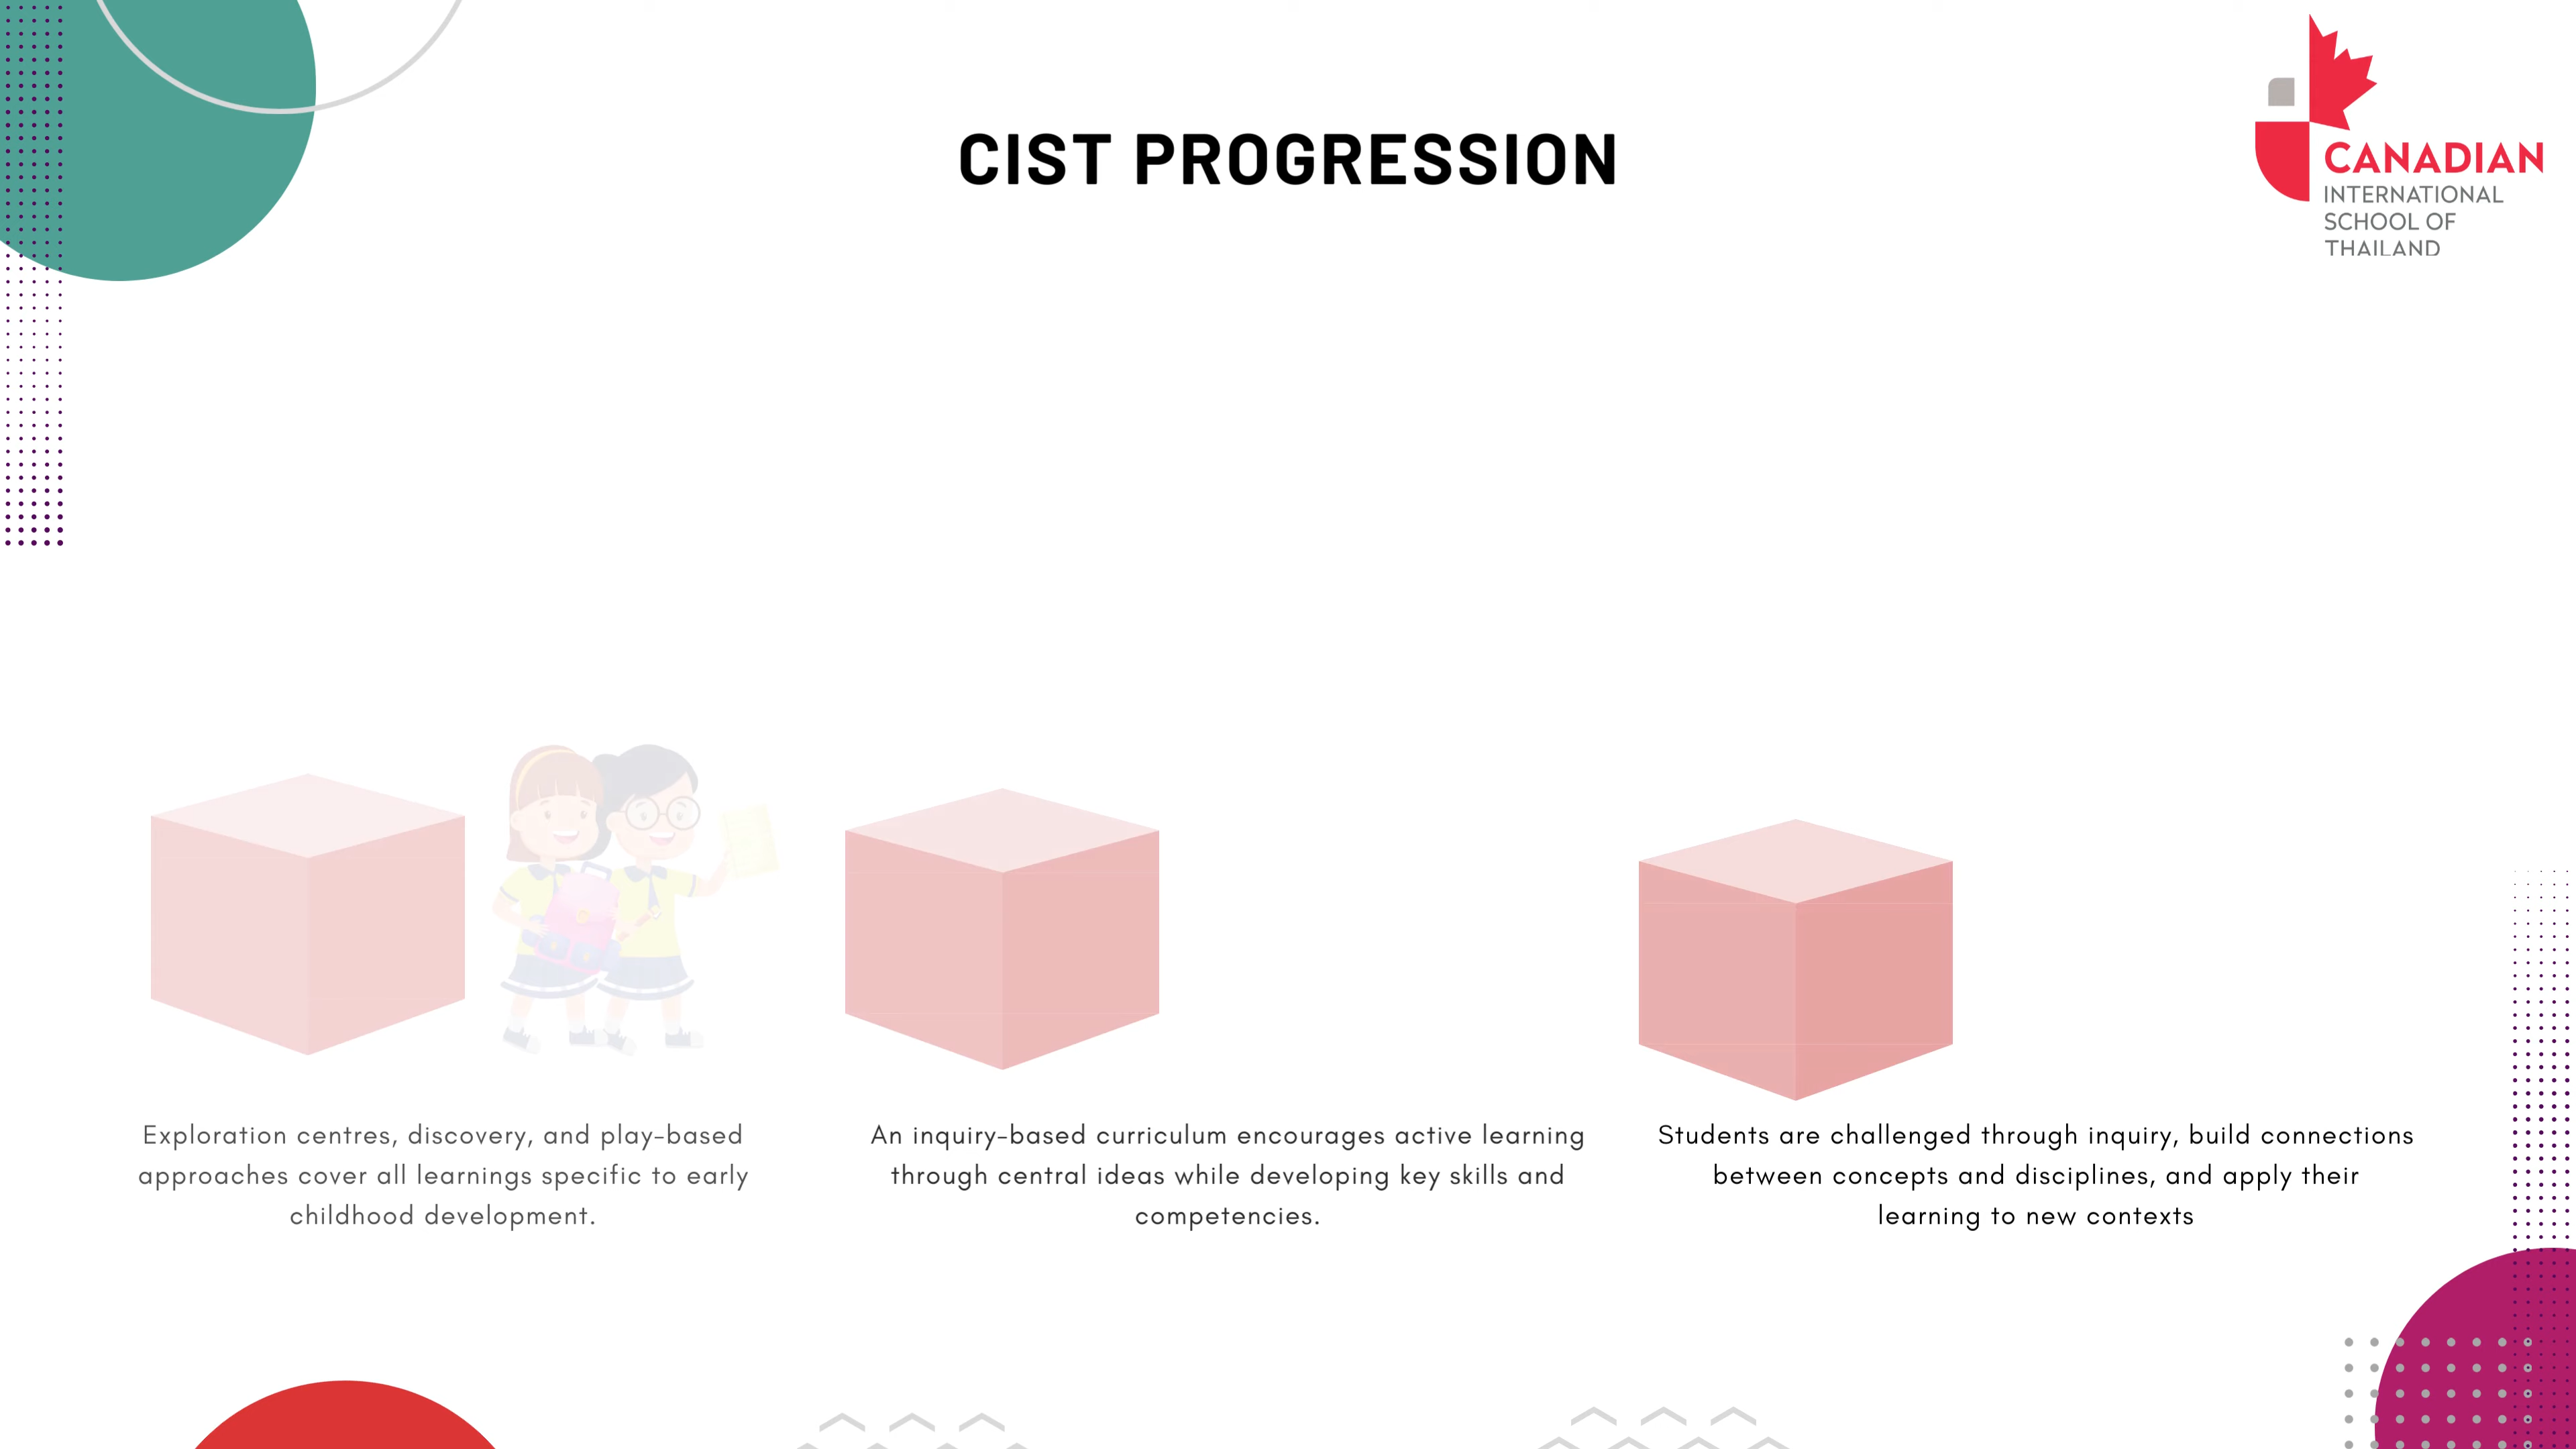 CIST PROGRESSION
CANADIAN
INTERNATIONAL
SCHOOL OF
THAILAND
Exploration centres, discovery, and play-based
approaches cover all learnings specific to early
childhood development.
An inquiry-based curriculum encourages active learning
through central ideas while developing key skills and
competencies.
Students are challenged through inquiry, build connections
between concepts and disciplines, and apply their
learning to new contexts